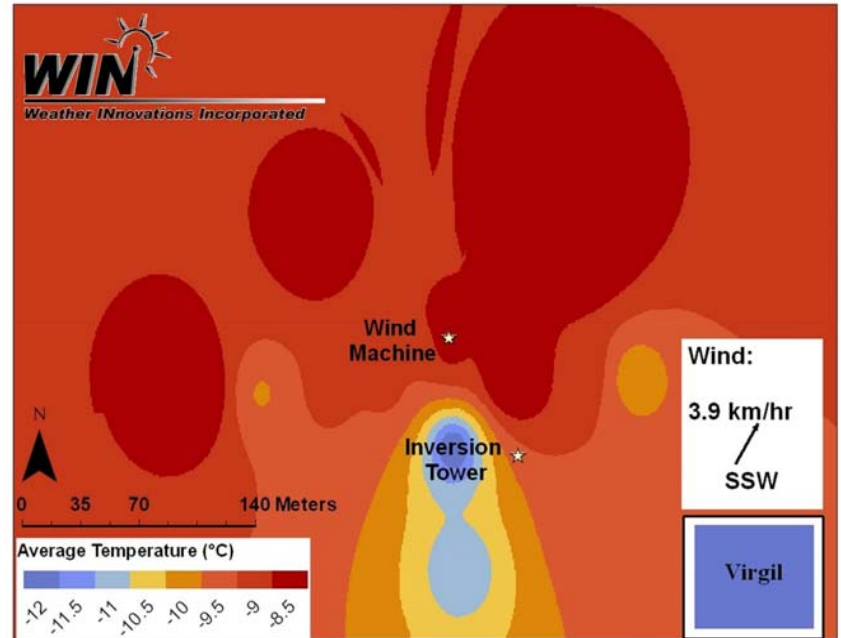 WIN
Weather INnovations Incorporated
Wind
Machine
Wind:
3.9 km/hr
SSW
Inversion
Tower
N
0 35 70 140 Meters
Average Temperature (°C)
-12 -11.5 -11 -10.5 -10 -9.5 -9 -8.5
Virgil